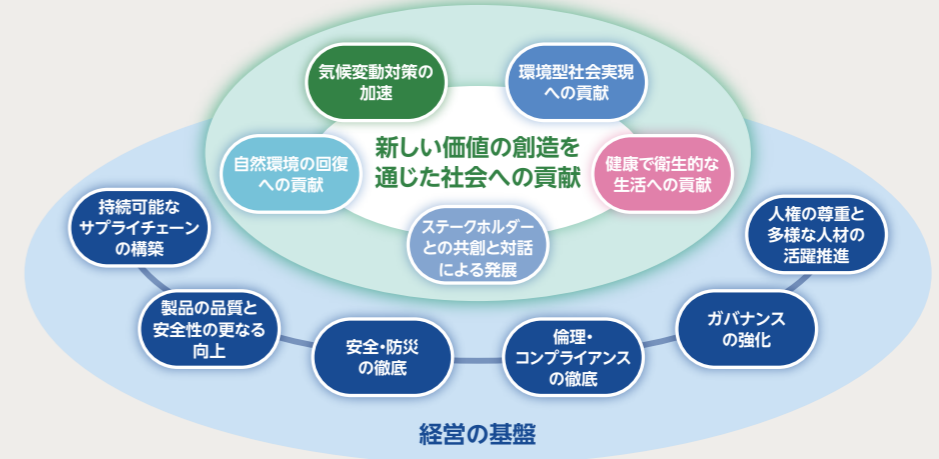 気候変動対策の
加速
環境型社会実現
への貢献
自然環境の回復
への貢献
新しい価値の創造を
通じた社会への貢献
健康で衛生的な
生活への貢献
ステークホルダー
との共創と対話
による発展
持続可能な
サプライチェーン
の構築
人権の尊重と
多様な人材の
活躍推進
製品の品質と
安全性の更なる
向上
安全・防災
の徹底
倫理・
コンプライアンス
の徹底
ガバナンス
の強化
経営の基盤